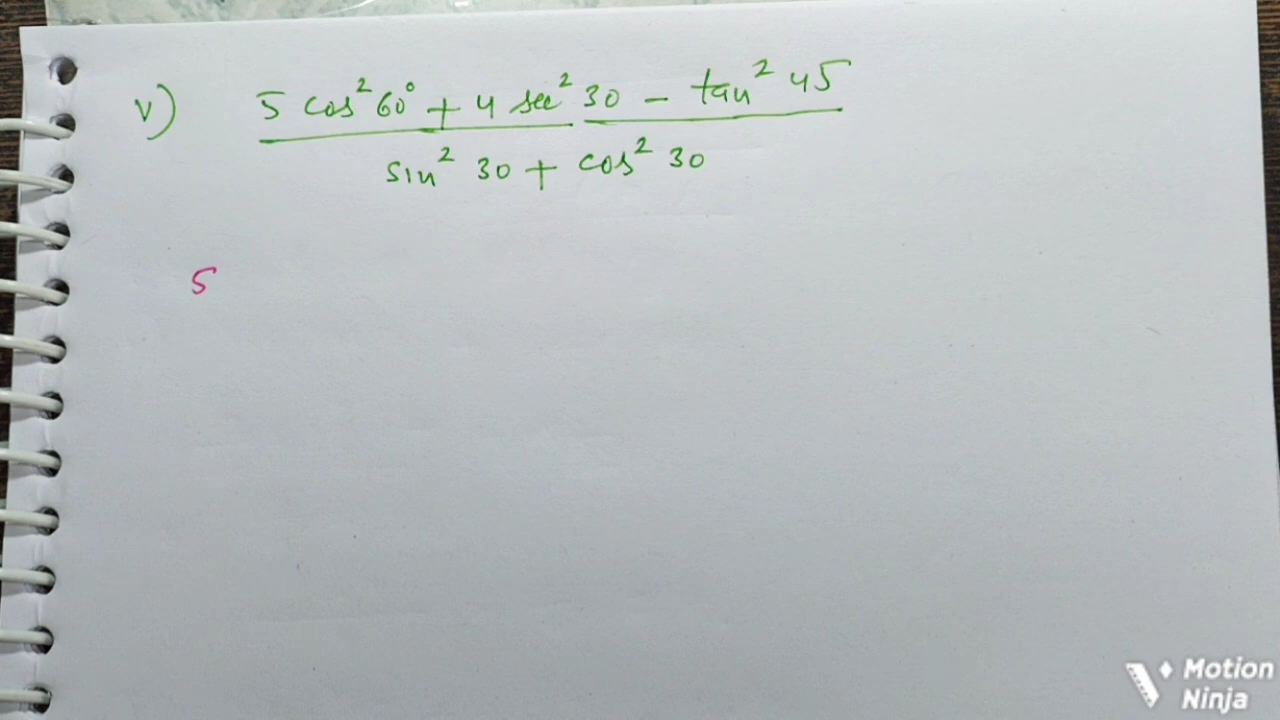 v) 5 cos² 60° + 4 sec² 30 - tan² 45
sin² 30 + cos² 30
5
Motion
Ninja